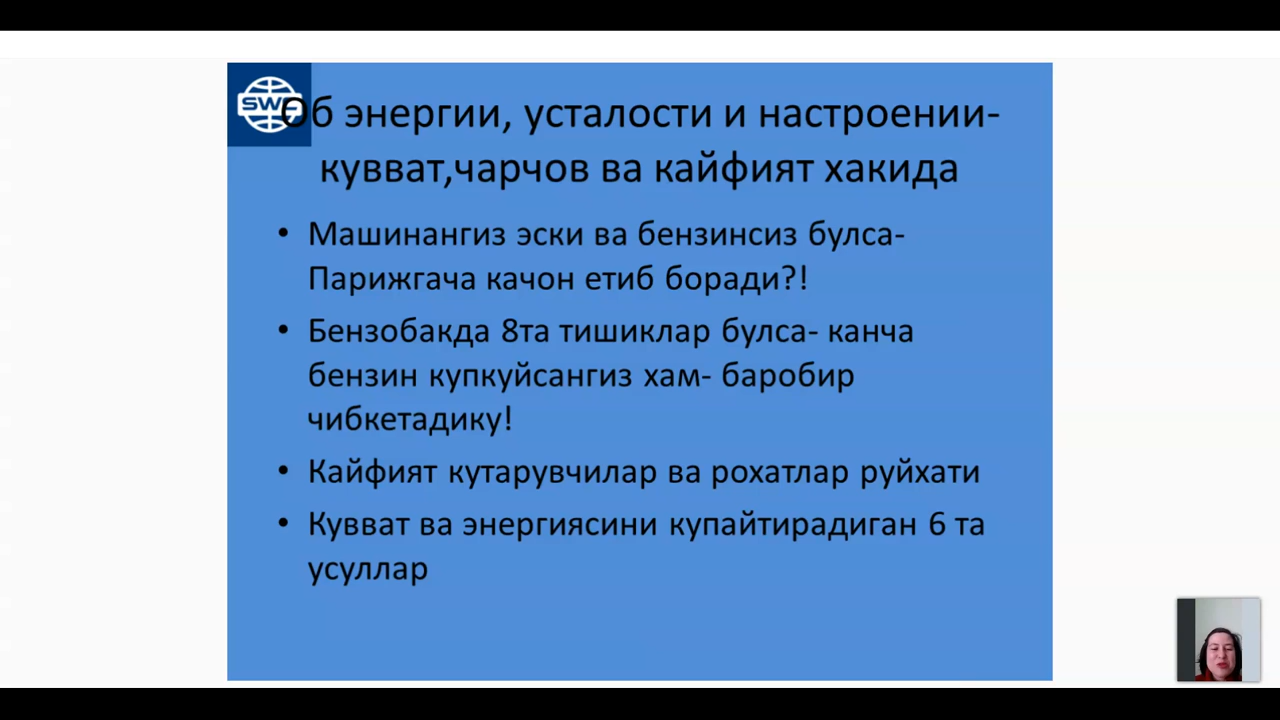 SWE
Об энергии, усталости и настроении-
кувват,чарчов ва кайфият хакида
• Машинангиз эски ва бензинсиз булса-
Парижгача качон етиб боради?!
• Бензобакда 8та тишиклар булса- канча
бензин купкуйсангиз хам- баробир
чибкетадику!
• Кайфият кутарувчилар ва рохатлар руйхати
• Кувват ва энергиясини купайтирадиган 6 та
усуллар